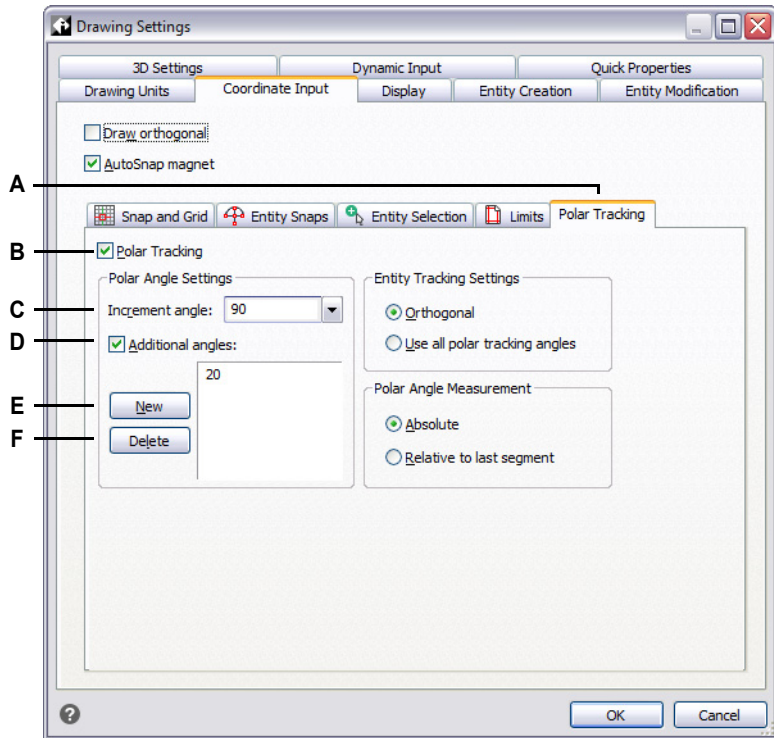 Drawing Settings
3D Settings Dynamic Input Quick Properties
Drawing Units Coordinate Input Display Entity Creation Entity Modification
Draw orthogonal
AutoSnap magnet
A
Snap and Grid Entity Snaps Entity Selection Limits Polar Tracking
B Polar Tracking
Polar Angle Settings Entity Tracking Settings
C Increment angle: 90 Orthogonal
D Additional angles: Use all polar tracking angles
20
Polar Angle Measurement
E New Absolute
F Delete Relative to last segment
? OK Cancel